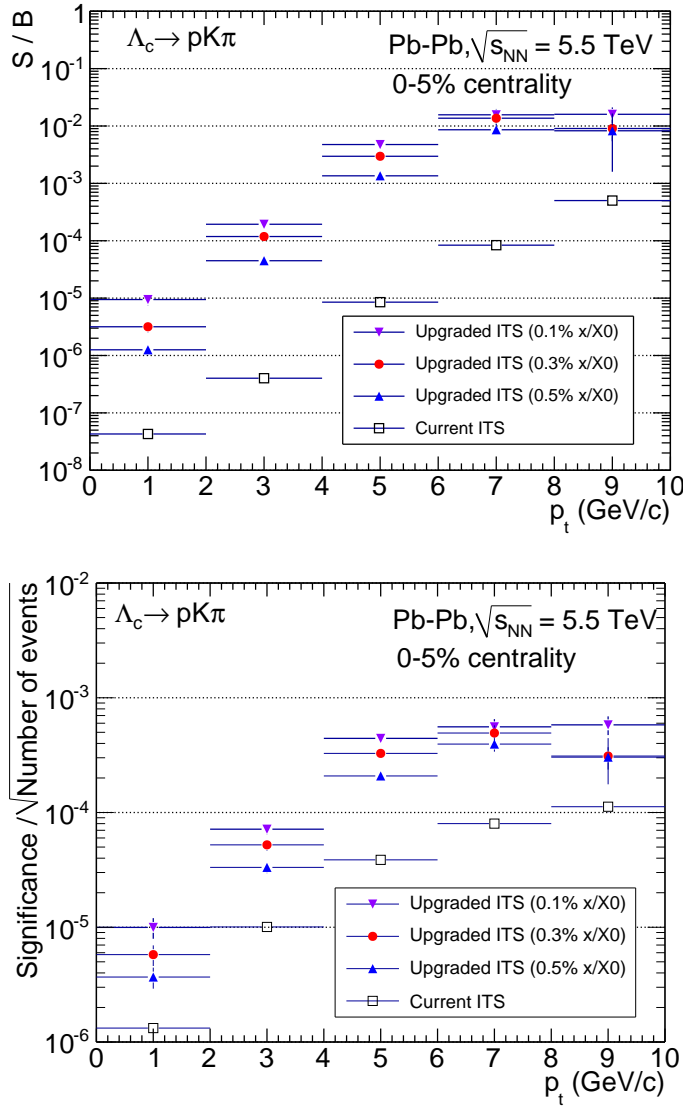 S / B
Λc → pKπ
Pb-Pb, √sNN = 5.5 TeV
0-5% centrality
1
10^-1
10^-2
10^-3
10^-4
10^-5
10^-6
10^-7
10^-8
Upgraded ITS (0.1% x/X0)
Upgraded ITS (0.3% x/X0)
Upgraded ITS (0.5% x/X0)
Current ITS
0 1 2 3 4 5 6 7 8 9 10
pt (GeV/c)
Significance /√Number of events
Λc → pKπ
Pb-Pb, √sNN = 5.5 TeV
0-5% centrality
10^-2
10^-3
10^-4
10^-5
10^-6
Upgraded ITS (0.1% x/X0)
Upgraded ITS (0.3% x/X0)
Upgraded ITS (0.5% x/X0)
Current ITS
0 1 2 3 4 5 6 7 8 9 10
pt (GeV/c)